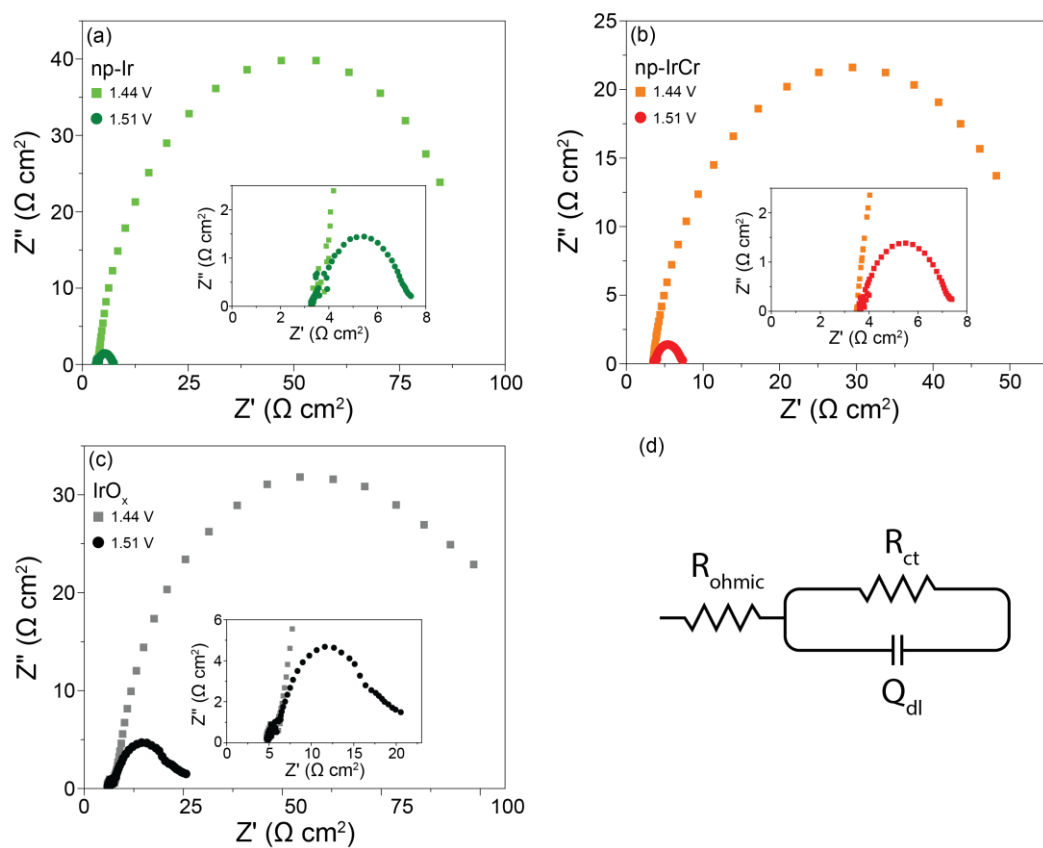 (a)
np-Ir
1.44 V
1.51 V
Z" (Ω cm²)
40
30
20
10
0
0 25 50 75 100
Z' (Ω cm²)
Z" (Ω cm²)
2
1
0
0 2 4 6 8
Z' (Ω cm²)
(b)
np-IrCr
1.44 V
1.51 V
Z" (Ω cm²)
25
20
15
10
5
0
0 10 20 30 40 50
Z' (Ω cm²)
Z" (Ω cm²)
2
1
0
0 2 4 6 8
Z' (Ω cm²)
(c)
IrOₓ
1.44 V
1.51 V
Z" (Ω cm²)
30
20
10
0
0 25 50 75 100
Z' (Ω cm²)
Z" (Ω cm²)
6
4
2
0
0 5 10 15 20
Z' (Ω cm²)
(d)
R_ohmic
R_ct
Q_dl